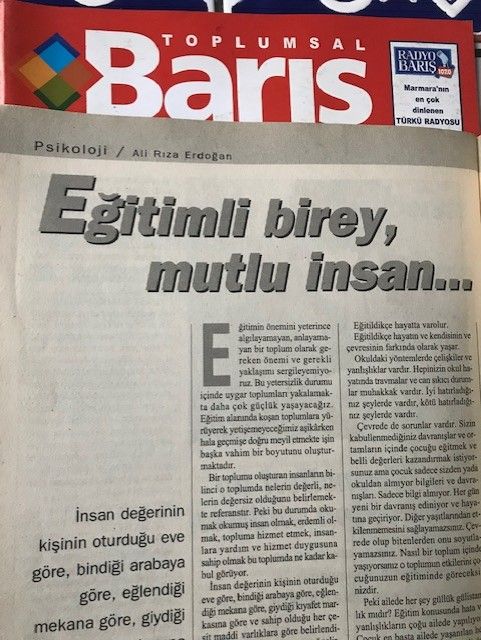 TOPLUMSAL
Barış
RADYO
BARIŞ
107.0
Marmara'nın
en çok
dinlenen
TÜRKÜ RADYOSU
Psikoloji / Ali Rıza Erdoğan
Eğitimli birey,
mutlu insan...
İnsan değerinin
kişinin oturduğu eve
göre, bindiği arabaya
göre, eğlendiği
mekana göre, giydiği
Eğitimin önemini yeterince
algılayamayan, anlayama-
yan bir toplum olarak ge-
reken önemi ve gerekli
yaklaşımı sergileyemiyo-
ruz. Bu yetersizlik durumu
içinde uygar toplumları yakalamak-
ta daha çok güçlük yaşayacağız.
Eğitim alanında koşan toplumlara yü-
rüyerek yetişemeyeceğimiz aşikârken
hala geçmişe doğru meyil etmekte işin
başka vahim bir boyutunu oluştur-
maktadır.
Bir toplumu oluşturan insanların bi-
linci o toplumda nelerin değerli, ne-
lerin değersiz olduğunu belirlemek-
te referanstır. Peki bu durumda oku-
mak okumuş insan olmak, erdemli ol-
mak, topluma hizmet etmek, insan-
lara yardım ve hizmet duygusuna
sahip olmak bu toplumda ne kadar ka-
bul görüyor.
İnsan değerinin kişinin oturduğu
eve göre, bindiği arabaya göre, eğlen-
diği mekana göre, giydiği kıyafet mar-
kasına göre ve sahip olduğu her çe-
şit maddi varlıklara göre belirlendi-
Eğitildikçe hayatta varolur.
Eğitildikçe hayatın ve kendisinin ve
çevresinin farkında olarak yaşar.
Okuldaki yöntemlerde çelişkiler ve
yanlışlıklar vardır. Hepinizin okul ha-
yatında travmalar ve can sıkıcı durum-
lar muhakkak vardır. İyi hatırladığı-
nız şeylerde vardır, kötü hatırladığı-
nız şeylerde vardır.
Çevrede de sorunlar vardır. Sizin
kabullenmediğiniz davranışlar ve or-
tamların içinde çocuğu eğitmek ve
belli değerleri kazandırmak istiyor-
sunuz ama çocuk sadece sizden yada
okuldan almıyor bilgileri ve davra-
nışları. Sadece bilgi almıyor. Her gün
yeni bir davranış ediniyor ve haya-
tına geçiriyor. Diğer yaşıtlarından et-
kilenmemesini sağlayamazsınız. Çev-
rede olup bitenlerden onu soyutla-
yamazsınız. Nasıl bir toplum içinde
yaşıyorsanız o toplumun etkilerini ço-
cuğunuzun eğitiminde göreceksi-
nizdir.
Peki ailede her şey güllük gülistan-
lık mıdır? Eğitim konusunda hata ve
yanlışlıkların çoğu ailede yapılıyor.